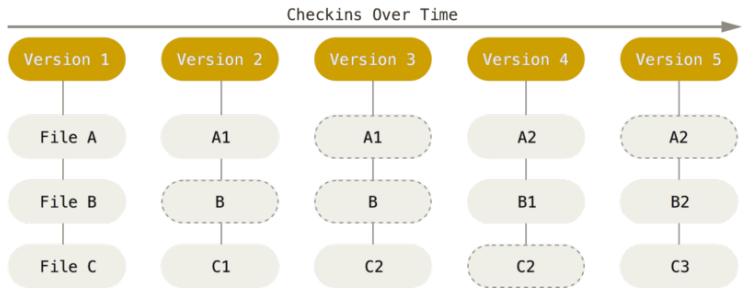 Checkins Over Time
Version 1 Version 2 Version 3 Version 4 Version 5
File A A1 A1 A2 A2
File B B B B1 B2
File C C1 C2 C2 C3